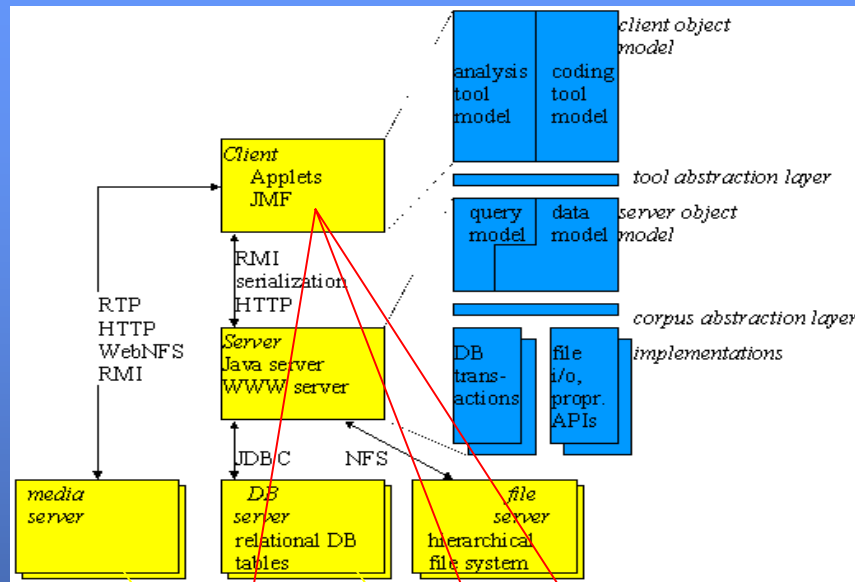 client object
model
analysis
tool
model
coding
tool
model
Client
Applets
JMF
tool abstraction layer
query
model
data
model
server object
model
RMI
serialization
HTTP
RTP
HTTP
WebNFS
RMI
corpus abstraction layer
Server
Java server
WWW server
DB
trans-
actions
file
i/o,
propr.
APIs
implementations
JDBC
NFS
media
server
DB
server
relational DB
tables
file
server
hierarchical
file system